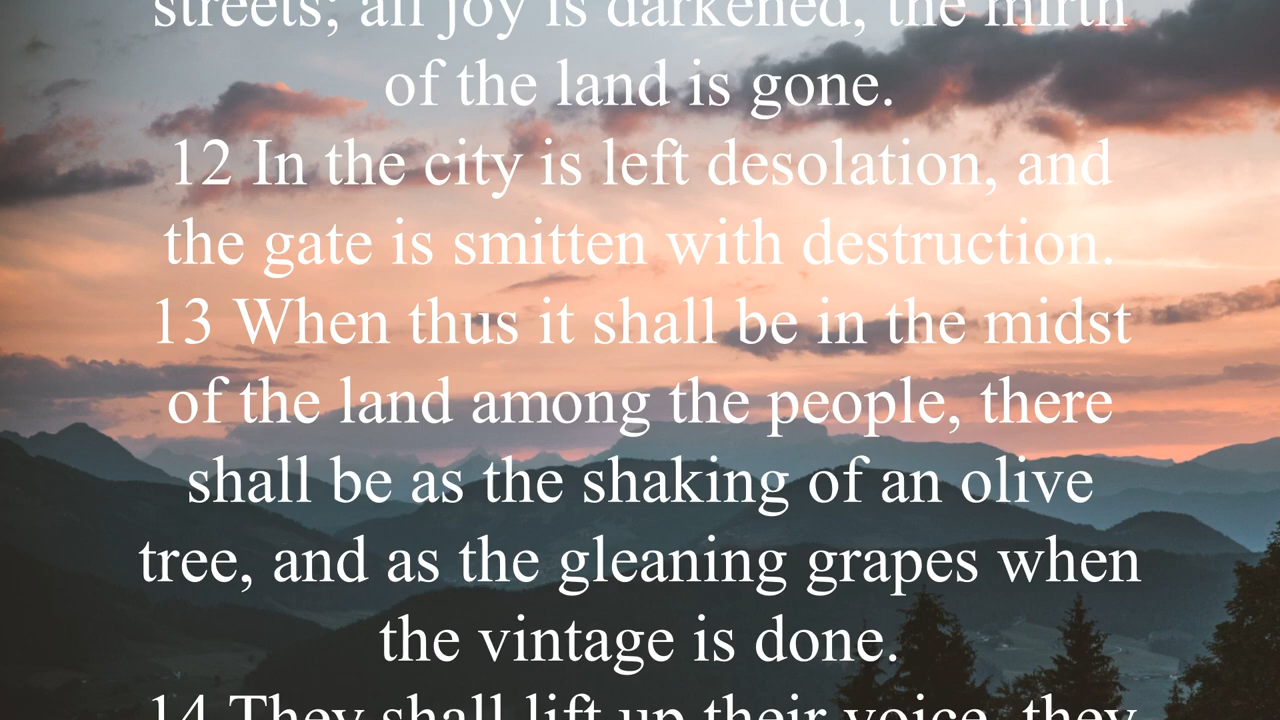 streets; all joy is darkened, the mirth
of the land is gone.
12 In the city is left desolation, and
the gate is smitten with destruction.
13 When thus it shall be in the midst
of the land among the people, there
shall be as the shaking of an olive
tree, and as the gleaning grapes when
the vintage is done.
14 They shall lift up their voice, they